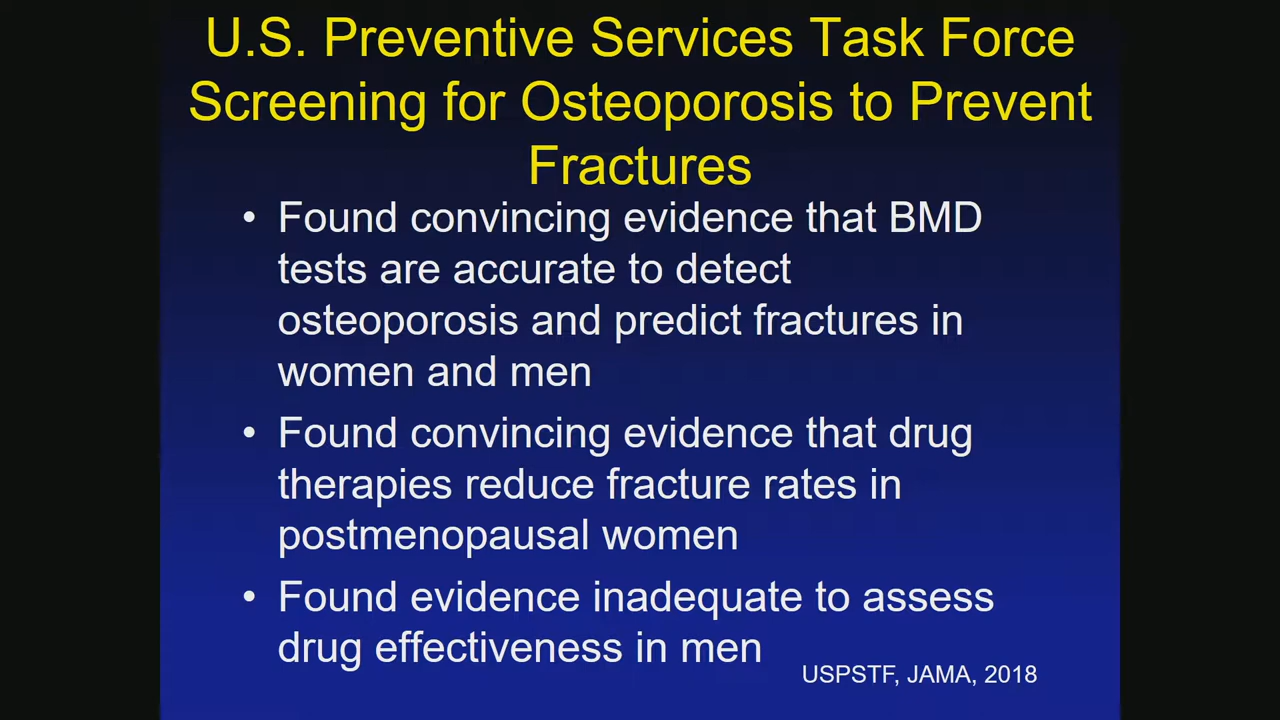 U.S. Preventive Services Task Force
Screening for Osteoporosis to Prevent
Fractures
• Found convincing evidence that BMD
tests are accurate to detect
osteoporosis and predict fractures in
women and men
• Found convincing evidence that drug
therapies reduce fracture rates in
postmenopausal women
• Found evidence inadequate to assess
drug effectiveness in men
USPSTF, JAMA, 2018